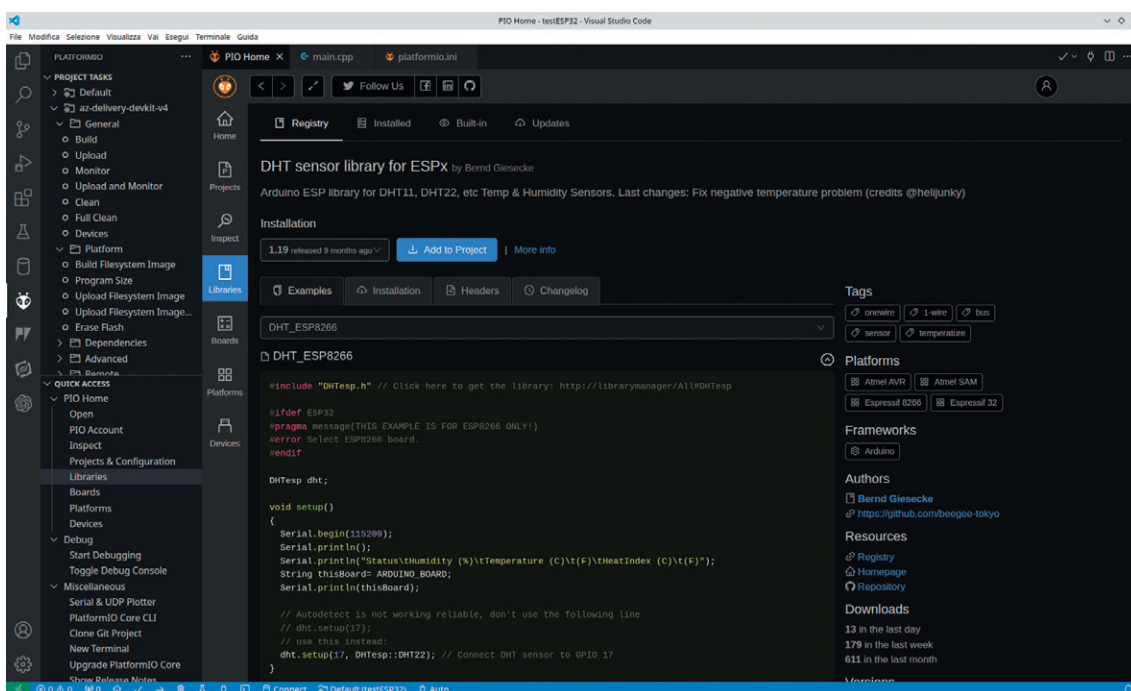 PIO Home - testESP32 - Visual Studio Code
File Modifica Selezione Visualizza Vai Esegui Terminale Guida
PLATFORMIO
PROJECT TASKS
Default
az-delivery-devkit-v4
General
Build
Upload
Monitor
Upload and Monitor
Clean
Full Clean
Devices
Platform
Build Filesystem Image
Program Size
Upload Filesystem Image
Upload Filesystem Image...
Erase Flash
Dependencies
Advanced
Remote
QUICK ACCESS
PIO Home
Open
PIO Account
Inspect
Projects & Configuration
Libraries
Boards
Platforms
Devices
Debug
Start Debugging
Toggle Debug Console
Miscellaneous
Serial & UDP Plotter
PlatformIO Core CLI
Clone Git Project
New Terminal
Upgrade PlatformIO Core
Show Release Notes
PIO Home main.cpp platformio.ini
Follow Us
Home
Projects
Inspect
Libraries
Boards
Platforms
Devices
Registry Installed Built-in Updates
DHT sensor library for ESPx by Bernd Giesecke
Arduino ESP library for DHT11, DHT22, etc Temp & Humidity Sensors. Last changes: Fix negative temperature problem (credits @helijunky)
Installation
1.19 released 9 months ago Add to Project | More info
Examples Installation Headers Changelog
DHT_ESP8266
DHT_ESP8266
#include "DHTesp.h" // Click here to get the library: http://librarymanager/All#DHTesp
#ifdef ESP32
#pragma message(THIS EXAMPLE IS FOR ESP8266 ONLY!)
#error Select ESP8266 board.
#endif
DHTesp dht;
void setup()
{
Serial.begin(115200);
Serial.println();
Serial.println("Status\tHumidity (%)\tTemperature (C)\t(F)\tHeatIndex (C)\t(F)");
String thisBoard= ARDUINO_BOARD;
Serial.println(thisBoard);
// Autodetect is not working reliable, don't use the following line
// dht.setup(17);
// use this instead:
dht.setup(17, DHTesp::DHT22); // Connect DHT sensor to GPIO 17
}
Tags
onewire 1-wire bus
sensor temperature
Platforms
Atmel AVR Atmel SAM
Espressif 8266 Espressif 32
Frameworks
Arduino
Authors
Bernd Giesecke
https://github.com/beegee-tokyo
Resources
Registry
Homepage
Repository
Downloads
13 in the last day
179 in the last week
611 in the last month
Versions
0 0 0 Connect Default (testESP32) Auto